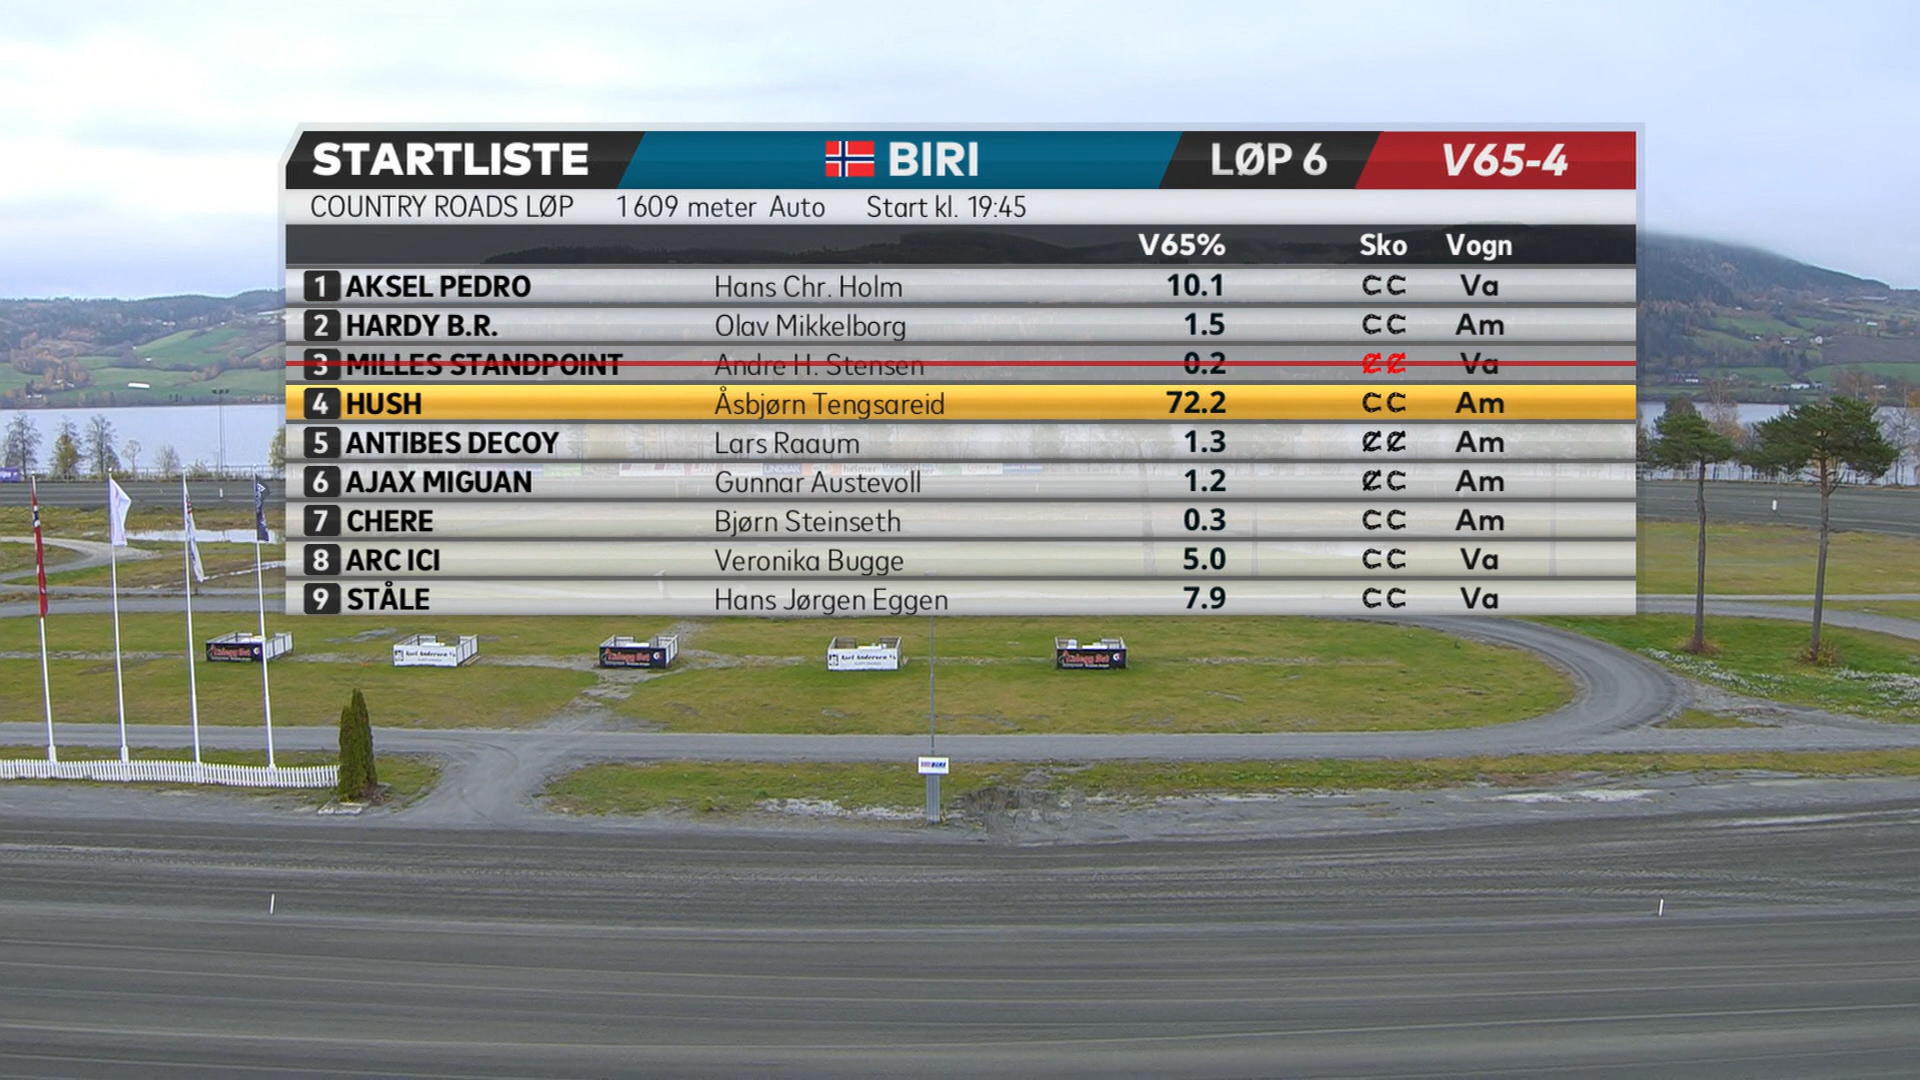 STARTLISTE BIRI LØP 6 V65-4
COUNTRY ROADS LØP 1609 meter Auto Start kl. 19:45
V65% Sko Vogn
1 AKSEL PEDRO Hans Chr. Holm 10.1 C C Va
2 HARDY B.R. Olav Mikkelborg 1.5 C C Am
3 MILLES STANDPOINT Andre H. Stensen 0.2 Ȼ Ȼ Va
4 HUSH Åsbjørn Tengsareid 72.2 C C Am
5 ANTIBES DECOY Lars Raaum 1.3 Ȼ Ȼ Am
6 AJAX MIGUAN Gunnar Austevoll 1.2 Ȼ C Am
7 CHERE Bjørn Steinseth 0.3 C C Am
8 ARC ICI Veronika Bugge 5.0 C C Va
9 STÅLE Hans Jørgen Eggen 7.9 C C Va